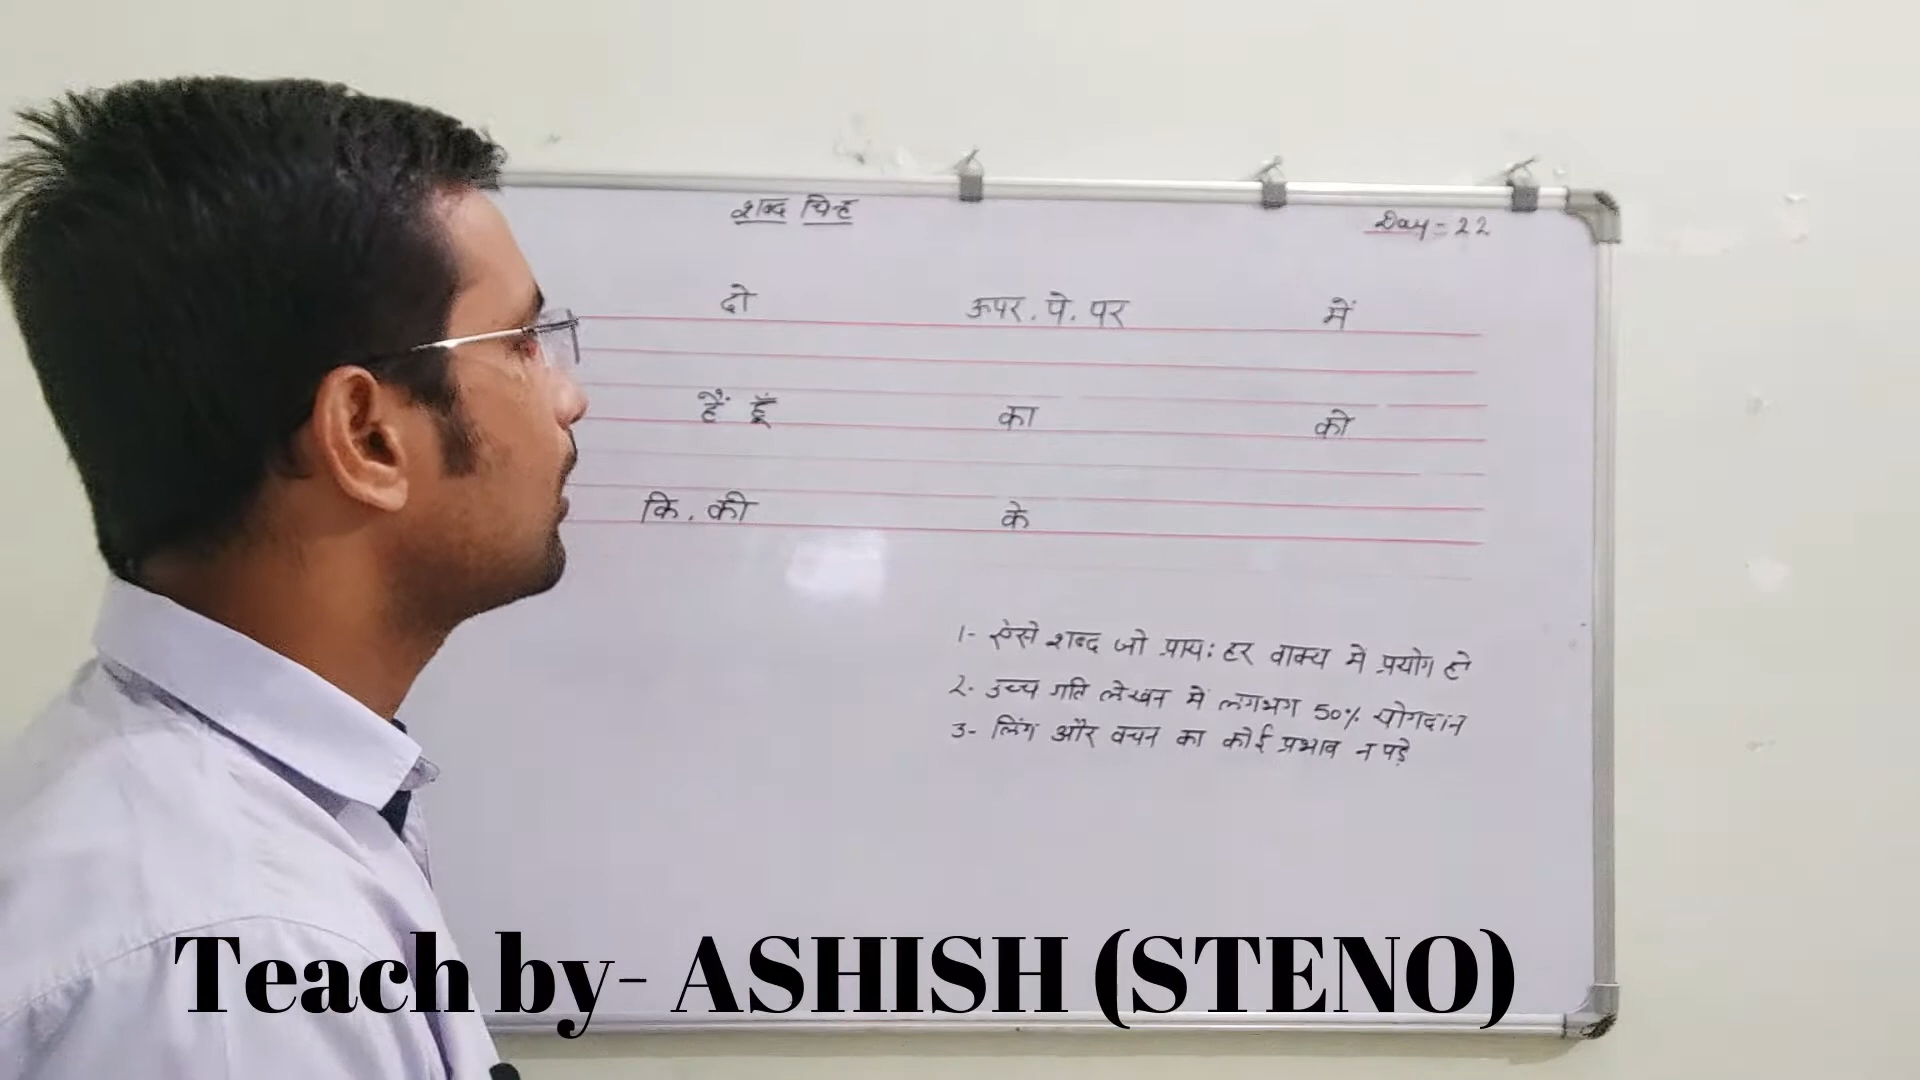 शब्द चिन्ह
Day = 22
दो ऊपर. पे. पर में
हैं हूँ का को
कि. की के
1- ऐसे शब्द जो प्रायः हर वाक्य में प्रयोग हो
2- उच्च गति लेखन में लगभग 50% योगदान
3- लिंग और वचन का कोई प्रभाव न पड़े
Teach by- ASHISH (STENO)